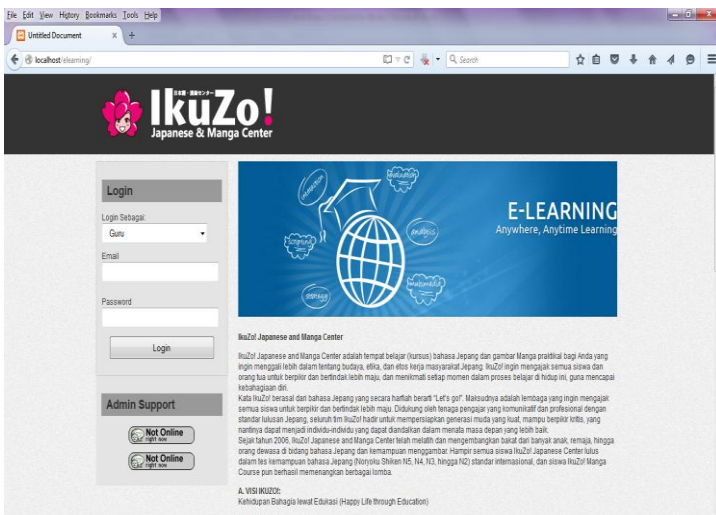 File Edit View History Bookmarks Tools Help
Untitled Document
localhost/elearning/
Search
IkuZo!
Japanese & Manga Center
Login
Login Sebagai:
Guru
Email
Password
Login
Admin Support
Not Online
right now
Not Online
right now
interaction
evaluation
scorming
analysis
strategy
multimedia
E-LEARNING
Anywhere, Anytime Learning
IkuZo! Japanese and Manga Center
IkuZo! Japanese and Manga Center adalah tempat belajar (kursus) bahasa Jepang dan gambar Manga praktikal bagi Anda yang
ingin menggali lebih dalam tentang budaya, etika, dan etos kerja masyarakat Jepang. IkuZo! ingin mengajak semua siswa dan
orang tua untuk berpikir dan bertindak lebih maju, dan menikmati setiap momen dalam proses belajar di hidup ini, guna mencapai
kebahagiaan diri.
Kata IkuZo! berasal dari bahasa Jepang yang secara harfiah berarti "Let's go!". Maksudnya adalah lembaga yang ingin mengajak
semua siswa untuk berpikir dan bertindak lebih maju. Didukung oleh tenaga pengajar yang komunikatif dan profesional dengan
standar lulusan Jepang, seluruh tim IkuZo! hadir untuk mempersiapkan generasi muda yang kuat, mampu berpikir kritis, yang
nantinya dapat menjadi individu-individu yang dapat diandalkan dalam menata masa depan yang lebih baik.
Sejak tahun 2006, IkuZo! Japanese and Manga Center telah melatih dan mengembangkan bakat dari banyak anak, remaja, hingga
orang dewasa di bidang bahasa Jepang dan kemampuan menggambar. Hampir semua siswa IkuZo! Japanese Center lulus
dalam tes kemampuan bahasa Jepang (Noryoku Shiken N5, N4, N3, hingga N2) standar internasional, dan siswa IkuZo! Manga
Course pun berhasil memenangkan berbagai lomba.
A. VISI IKUZO!:
Kehidupan Bahagia lewat Edukasi (Happy Life through Education)